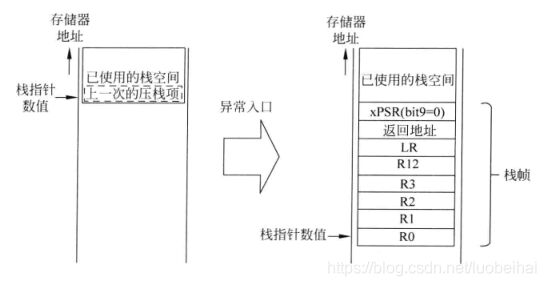 存储器
地址
已使用的栈空间
上一次的压栈项
栈指针
数值
异常入口
存储器
地址
已使用的栈空间
xPSR(bit9=0)
返回地址
LR
R12
R3
R2
R1
R0
栈帧
栈指针数值
https://blog.csdn.net/luobeihai